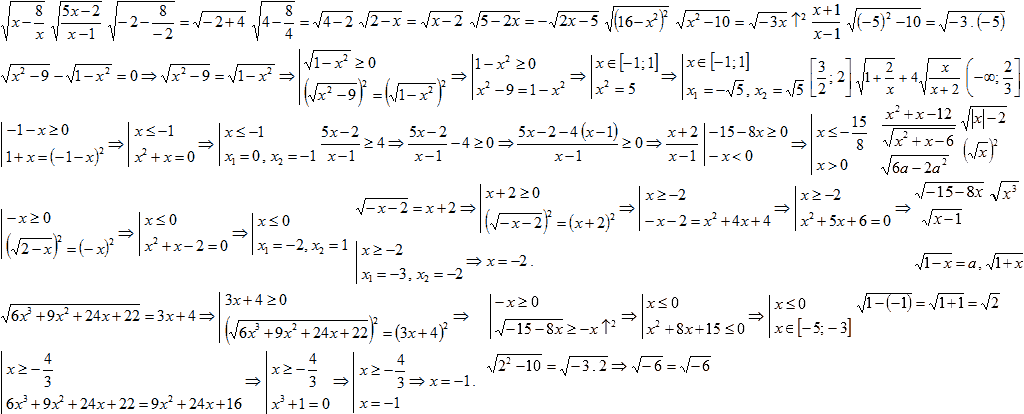 √(x−8/x) √((5x−2)/(x−1)) √(−2−8/(−2))=√(−2+4) √(4−8/4)=√(4−2) √(2−x)=√(x−2) √(5−2x)=−√(2x−5) √((16−x²)²) √(x²−10)=√(−3x) ↑² (x+1)/(x−1) √((−5)²−10)=√(−3.(−5))
√(x²−9)−√(1−x²)=0⇒√(x²−9)=√(1−x²) ⇒ |√(1−x²)≥0 (√(x²−9))²=(√(1−x²))² ⇒ |1−x²≥0 x²−9=1−x² ⇒ |x∈[−1;1] x²=5 ⇒ |x∈[−1;1] x₁=−√5, x₂=√5 [3/2;2] √(1+2/x)+4√(x/(x+2)) (−∞;2/3)
|−1−x≥0 1+x=(−1−x)² ⇒ |x≤−1 x²+x=0 ⇒ |x≤−1 x₁=0, x₂=−1 (5x−2)/(x−1)≥4⇒(5x−2)/(x−1)−4≥0⇒(5x−2−4(x−1))/(x−1)≥0⇒(x+2)/(x−1) |−15−8x≥0 −x<0 ⇒ |x≤−15/8 x>0 (x²+x−12)/√(x²+x−6) √(|x|−2) √(6a−2a²) (√x)²
|−x≥0 (√(2−x))²=(−x)² ⇒ |x≤0 x²+x−2=0 ⇒ |x≤0 x₁=−2, x₂=1 √(−x−2)=x+2⇒ |x+2≥0 (√(−x−2))²=(x+2)² ⇒ |x≥−2 −x−2=x²+4x+4 ⇒ |x≥−2 x²+5x+6=0 ⇒ √(−15−8x) √(x³) √(x−1)
|x≥−2 x₁=−3, x₂=−2 ⇒x=−2. √(1−x)=a, √(1+x)
√(6x³+9x²+24x+22)=3x+4⇒ |3x+4≥0 (√(6x³+9x²+24x+22))²=(3x+4)² ⇒ |−x≥0 √(−15−8x)≥−x↑² ⇒ |x≤0 x²+8x+15≤0 ⇒ |x≤0 x∈[−5;−3] √(1−(−1))=√(1+1)=√2
|x≥−4/3 6x³+9x²+24x+22=9x²+24x+16 ⇒ |x≥−4/3 x³+1=0 ⇒ |x≥−4/3 x=−1 ⇒x=−1. √(2²−10)=√(−3.2)⇒√(−6)=√(−6)